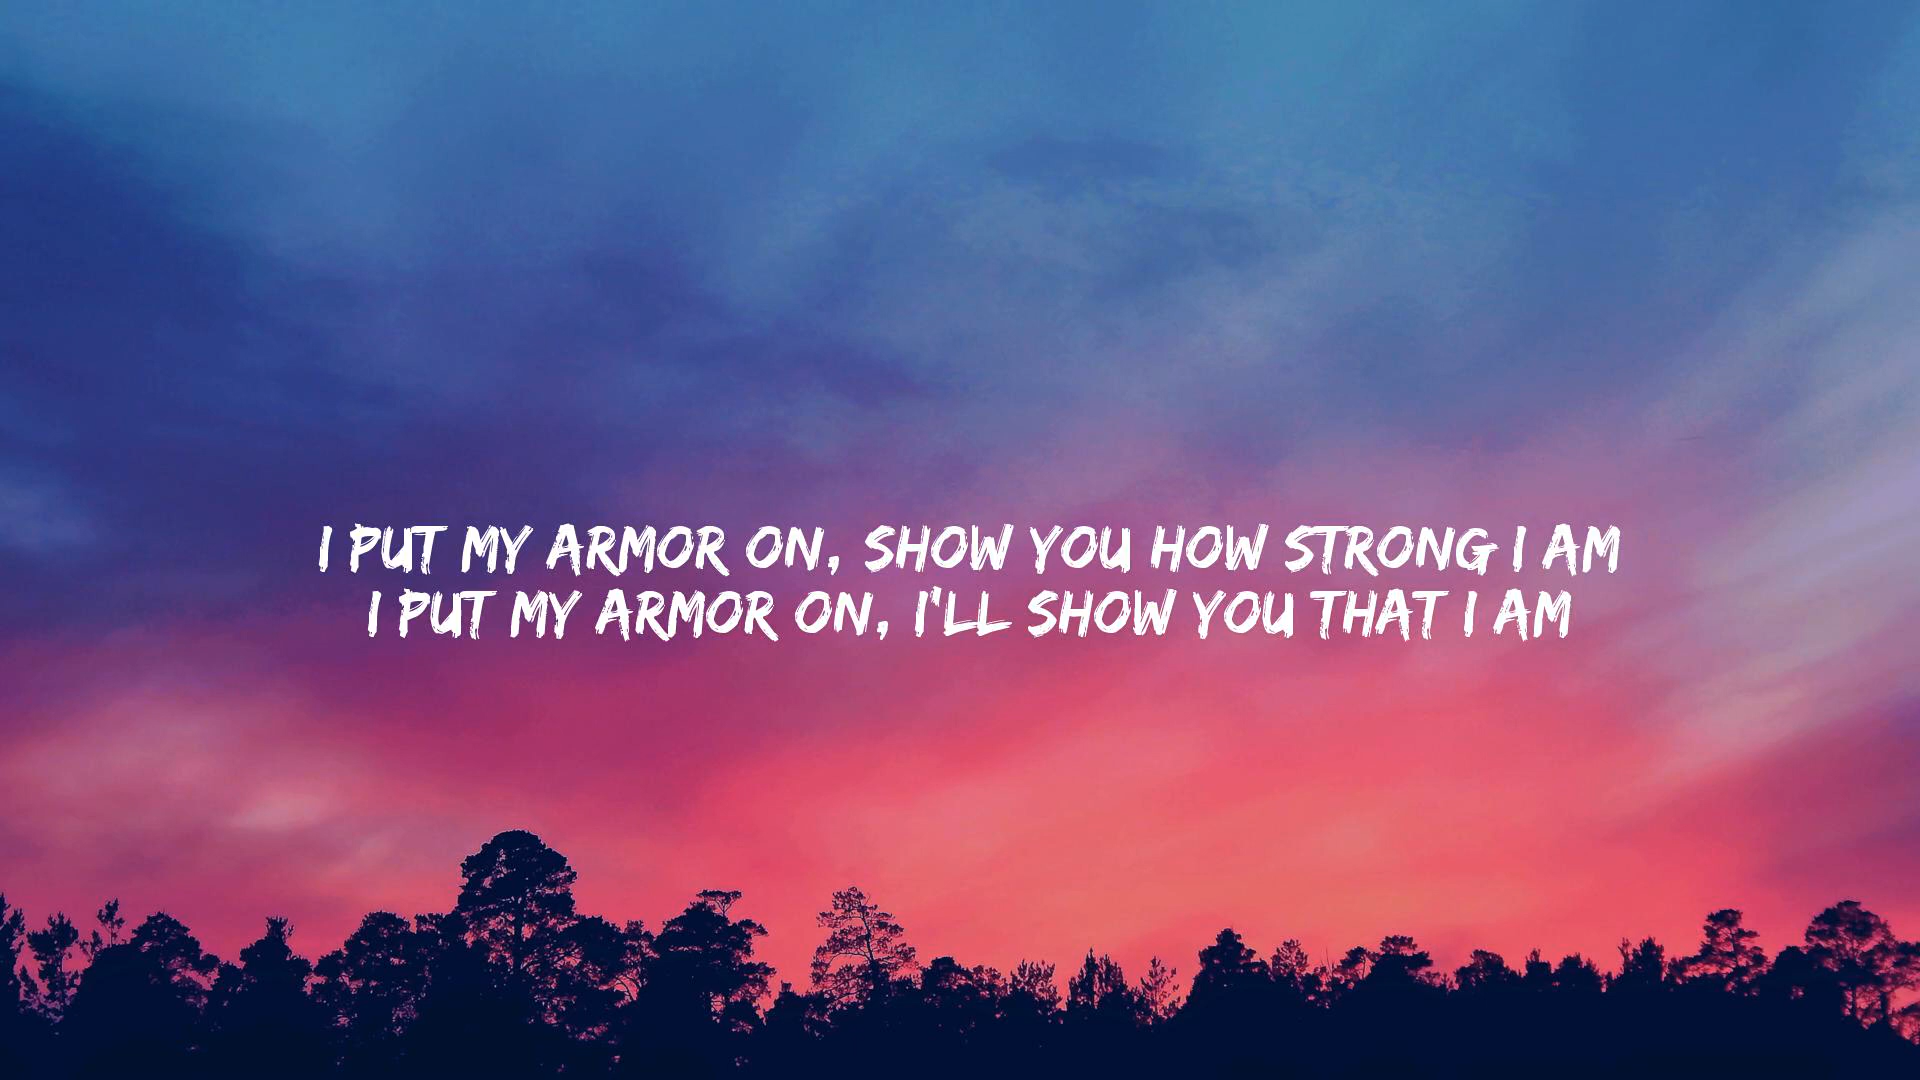 I PUT MY ARMOR ON, SHOW YOU HOW STRONG I AM
I PUT MY ARMOR ON, I'LL SHOW YOU THAT I AM